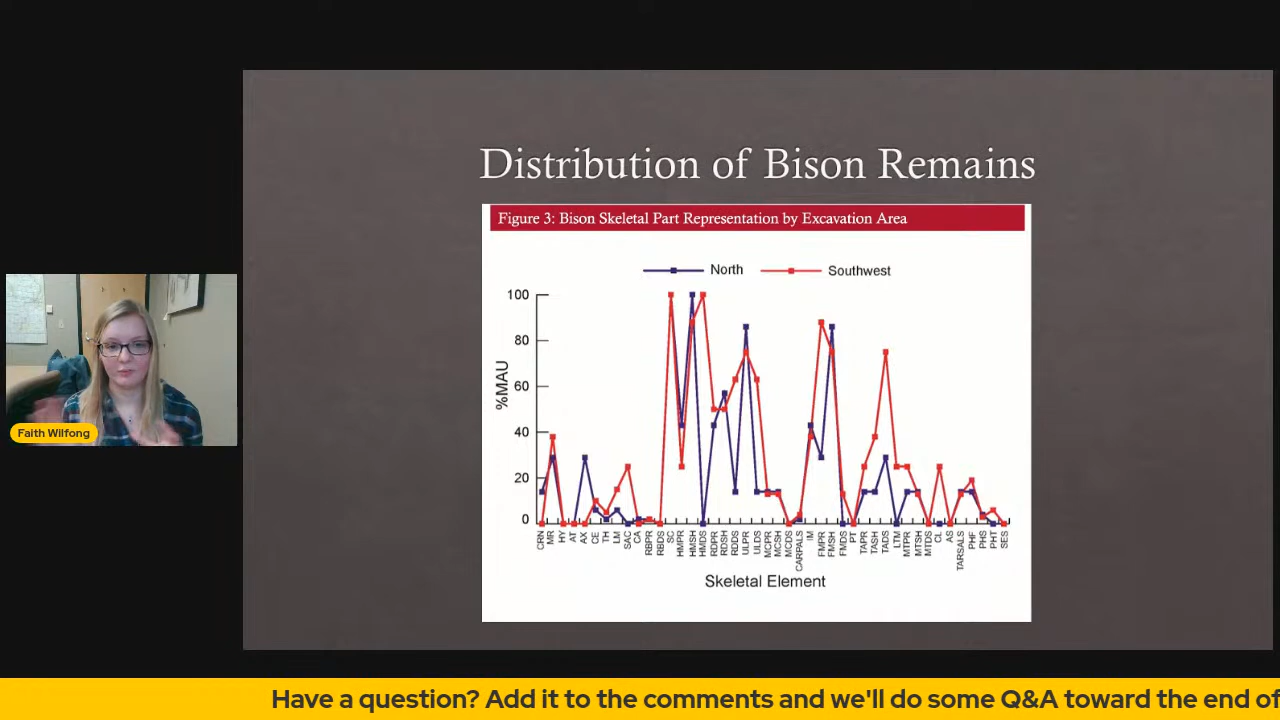 Distribution of Bison Remains
Figure 3: Bison Skeletal Part Representation by Excavation Area
North
Southwest
100
80
60
40
20
0
%MAU
CRN
MR
HY
AT
AX
CE
TH
LM
SAC
CA
RBPR
RBDS
SC
HMPR
HMSH
HMDS
RDPR
RDSH
RDDS
ULPR
ULDS
MCPR
MCSH
MCDS
CARPALS
IM
FMPR
FMSH
FMDS
PT
TAPR
TASH
TADS
LTM
MTPR
MTSH
MTDS
CL
AS
TARSALS
PHF
PHS
PHT
SES
Skeletal Element
Faith Wilfong
Have a question? Add it to the comments and we'll do some Q&A toward the end of